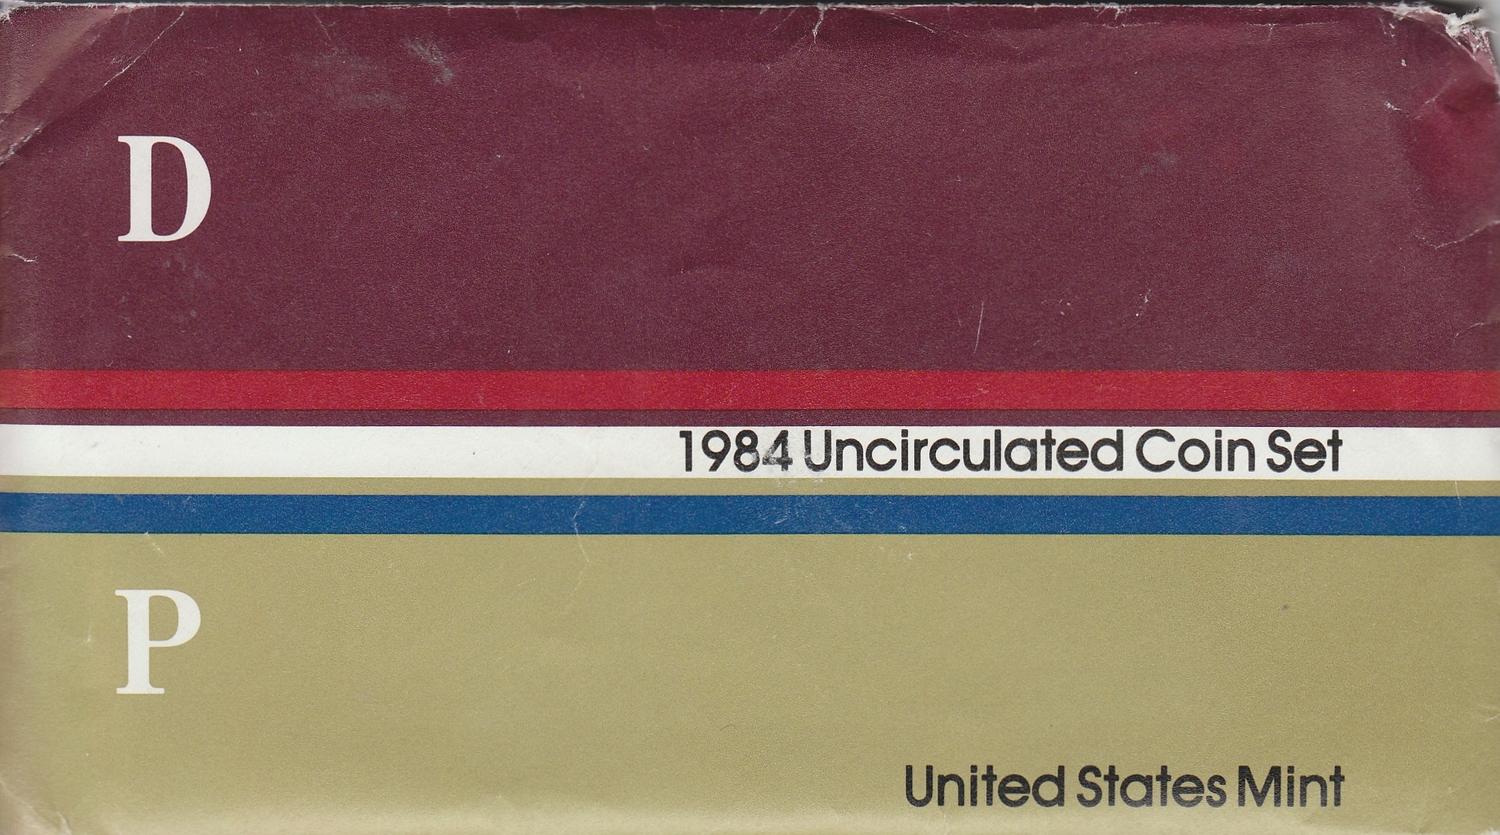 D
1984 Uncirculated Coin Set
P
United States Mint